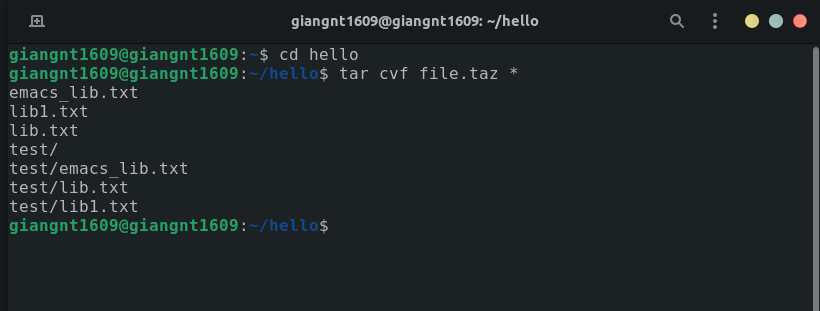 giangnt1609@giangnt1609: ~/hello
giangnt1609@giangnt1609:~$ cd hello
giangnt1609@giangnt1609:~/hello$ tar cvf file.taz *
emacs_lib.txt
lib1.txt
lib.txt
test/
test/emacs_lib.txt
test/lib.txt
test/lib1.txt
giangnt1609@giangnt1609:~/hello$